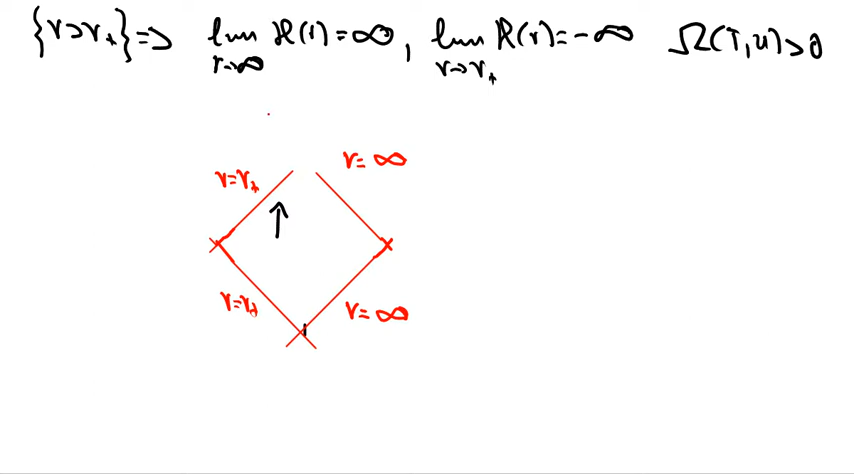 {r>r₊} => lim r→∞ R(r) = ∞, lim r→r₊ R(r) = -∞ Ω(T,u)>0
r=∞
r=r₊
r=r₊
r=∞